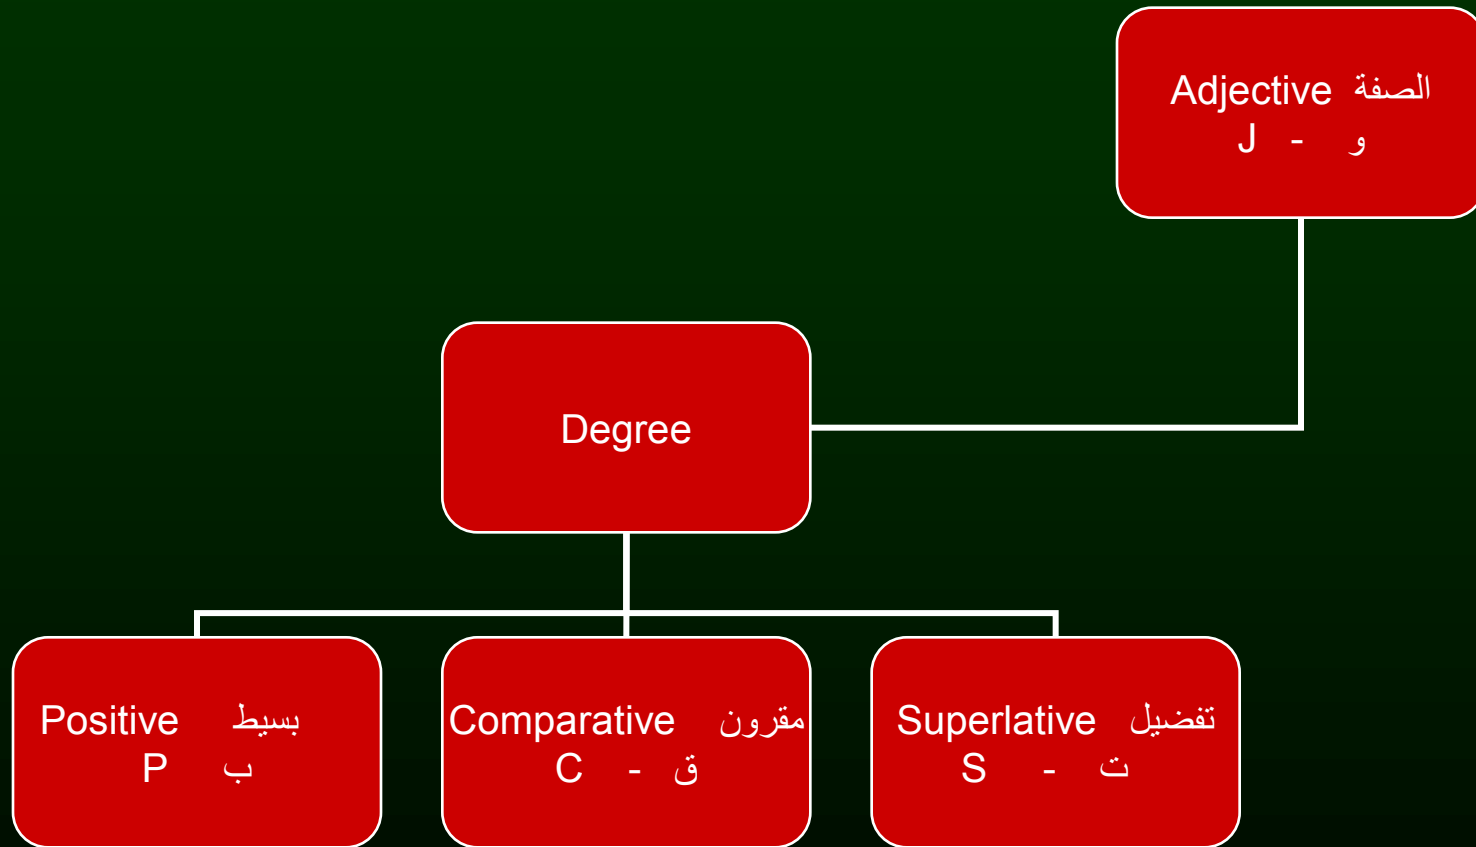 Adjective الصفة
J - و
Degree
Positive بسيط
P ب
Comparative مقرون
C - ق
Superlative تفضيل
S - ت